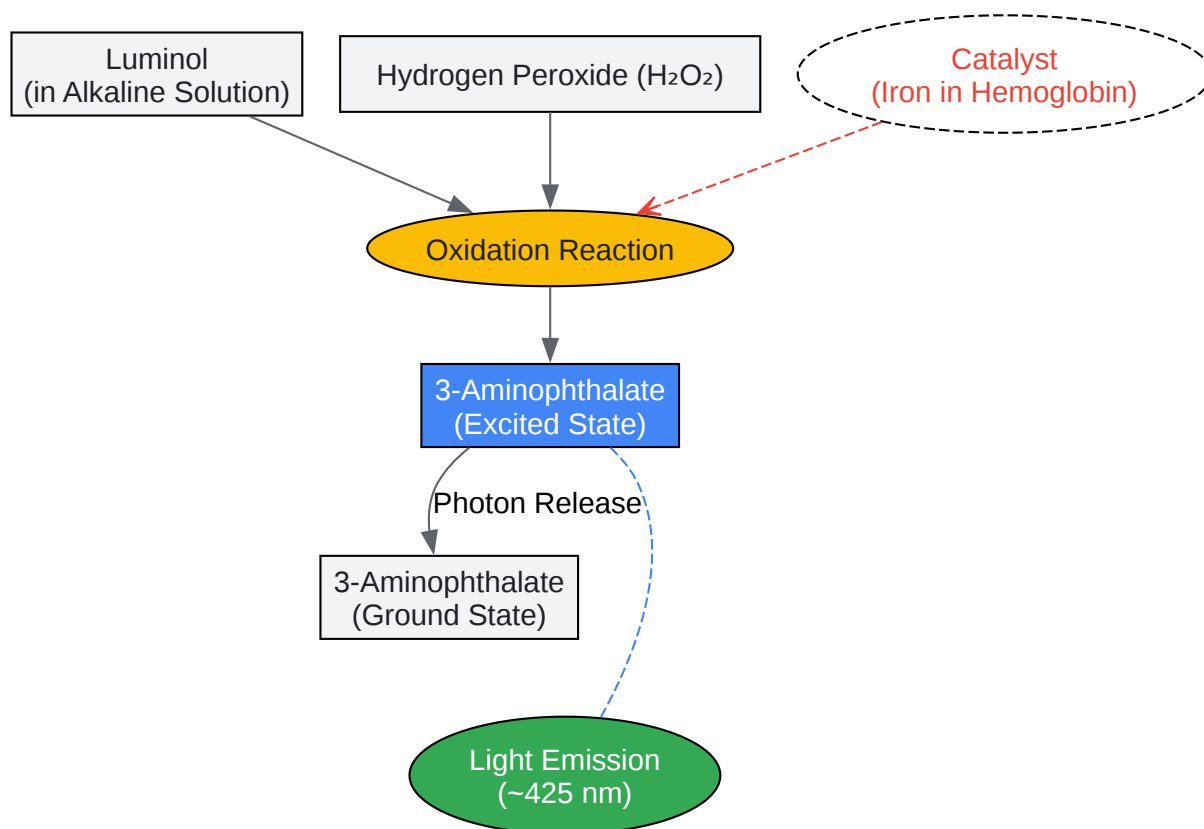 Luminol
(in Alkaline Solution)
Hydrogen Peroxide (H₂O₂)
Catalyst
(Iron in Hemoglobin)
Oxidation Reaction
3-Aminophthalate
(Excited State)
Photon Release
3-Aminophthalate
(Ground State)
Light Emission
(~425 nm)